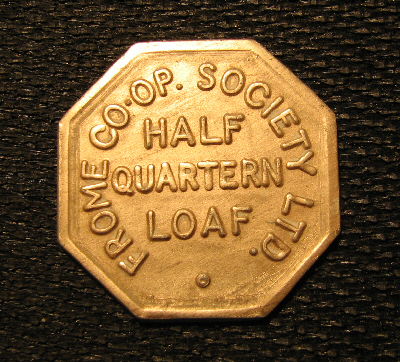 FROME CO-OP. SOCIETY LTD.
HALF
QUARTERN
LOAF